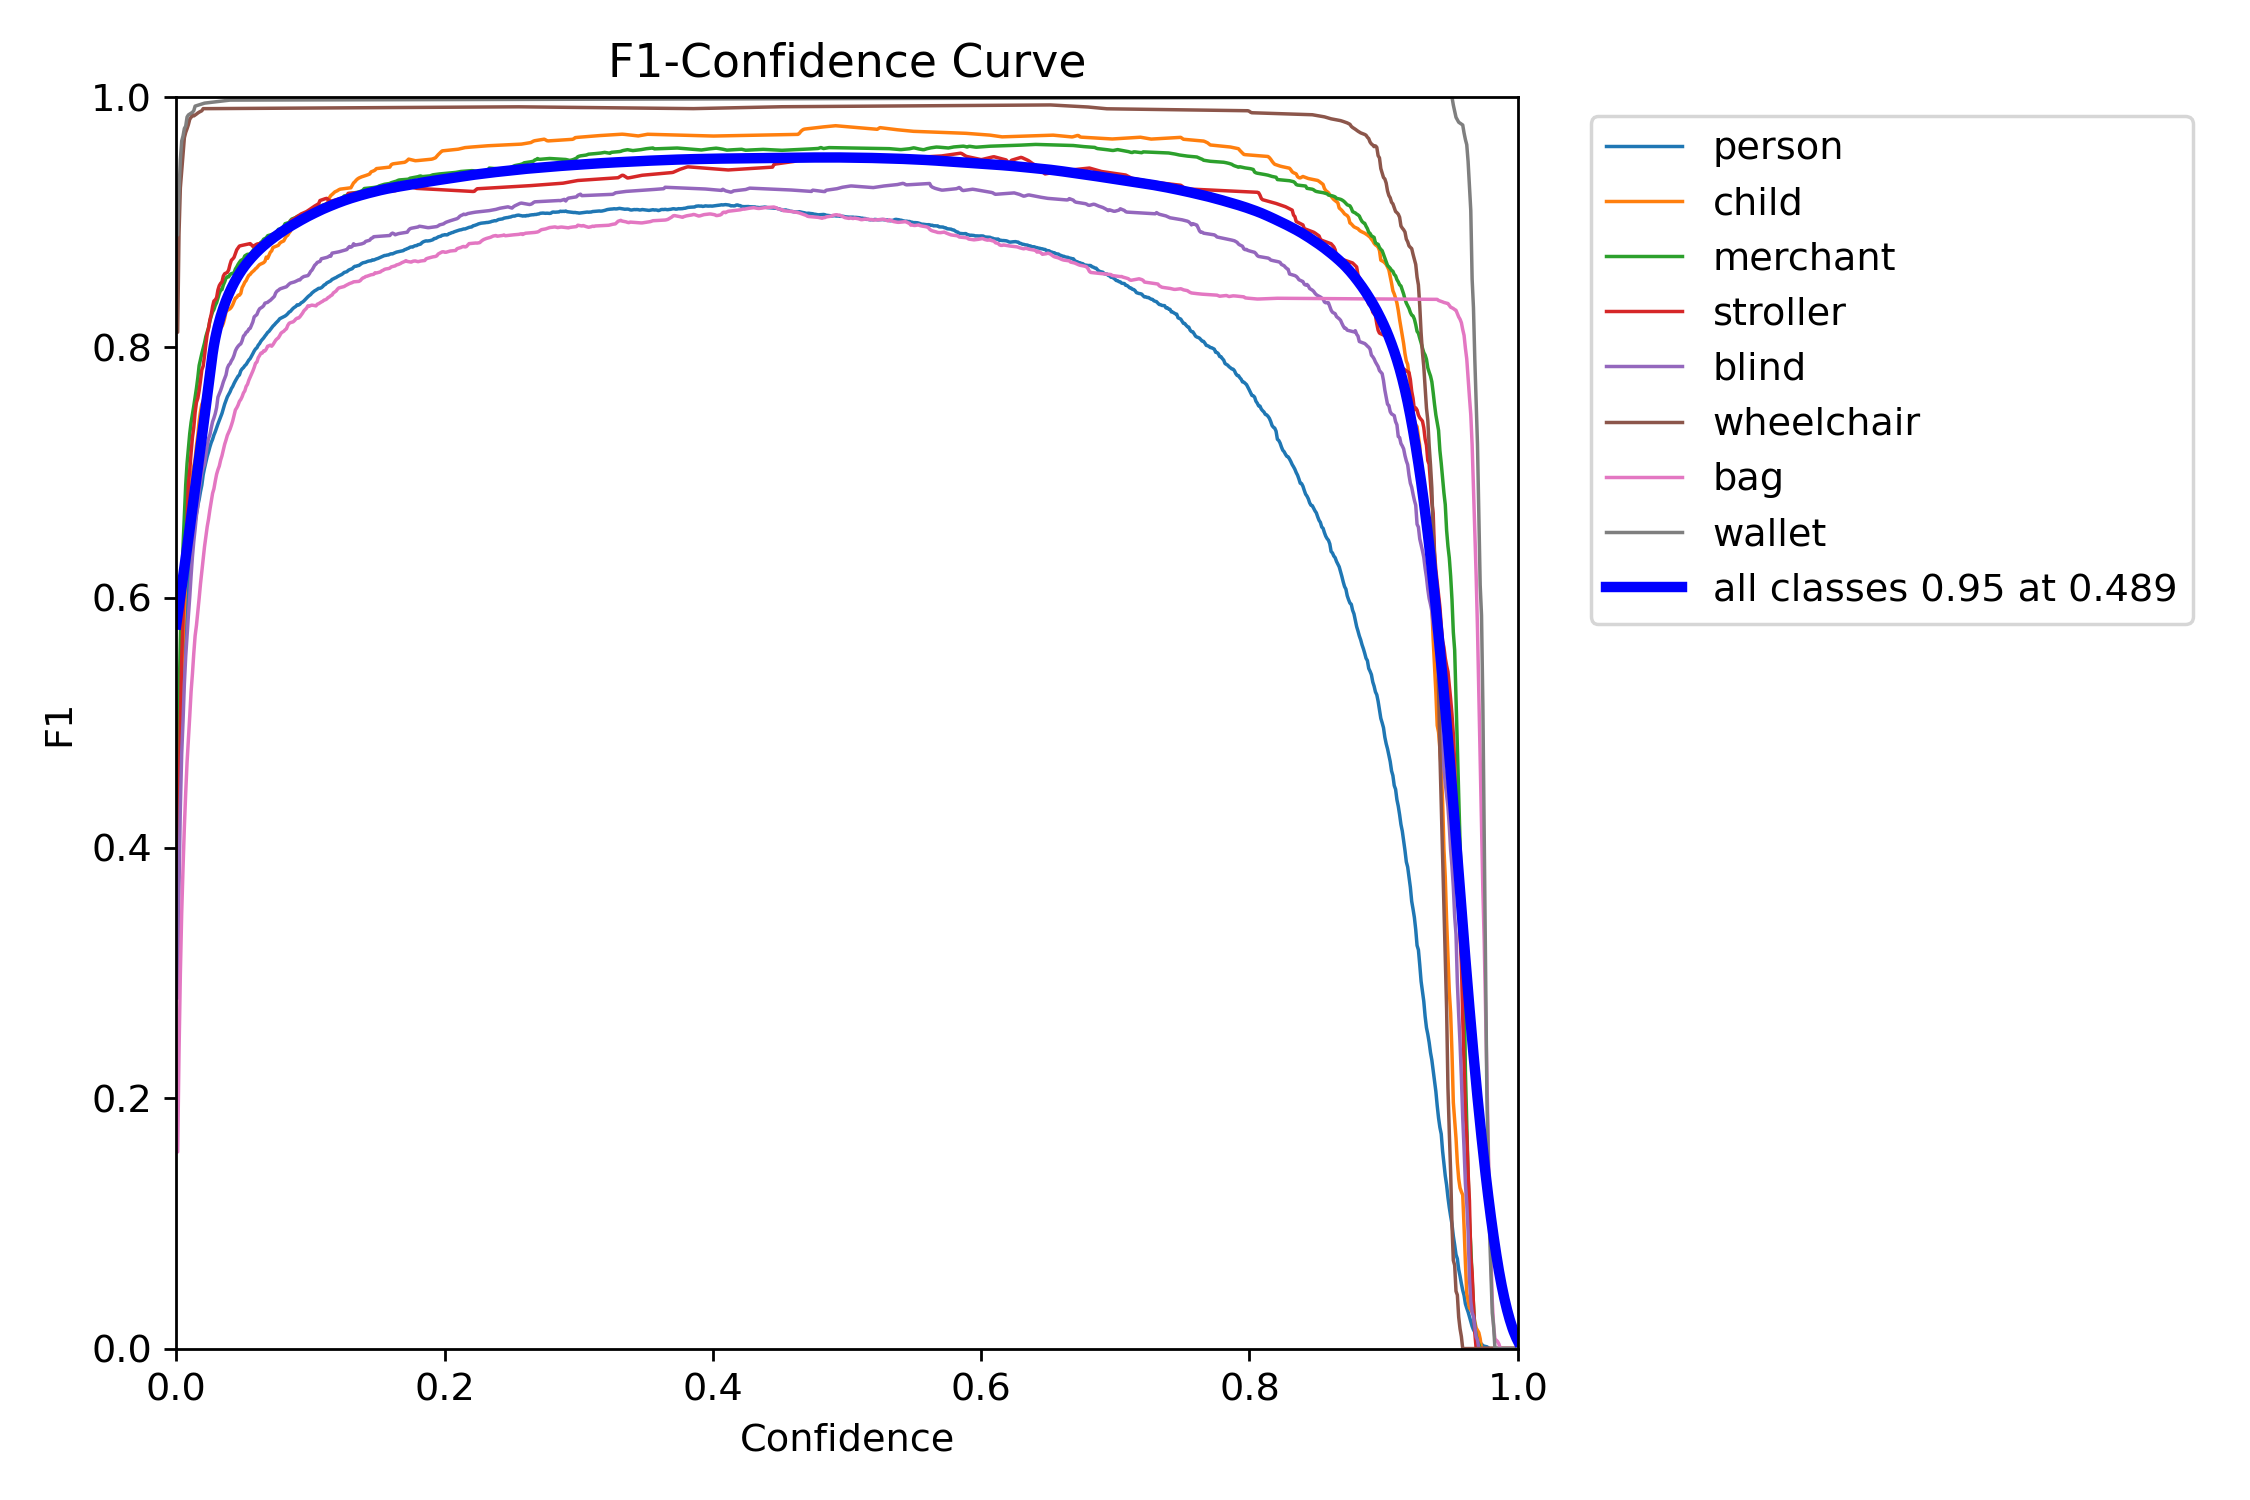 F1-Confidence Curve
1.0
0.8
0.6
0.4
0.2
0.0
F1
0.0 0.2 0.4 0.6 0.8 1.0
Confidence
person
child
merchant
stroller
blind
wheelchair
bag
wallet
all classes 0.95 at 0.489